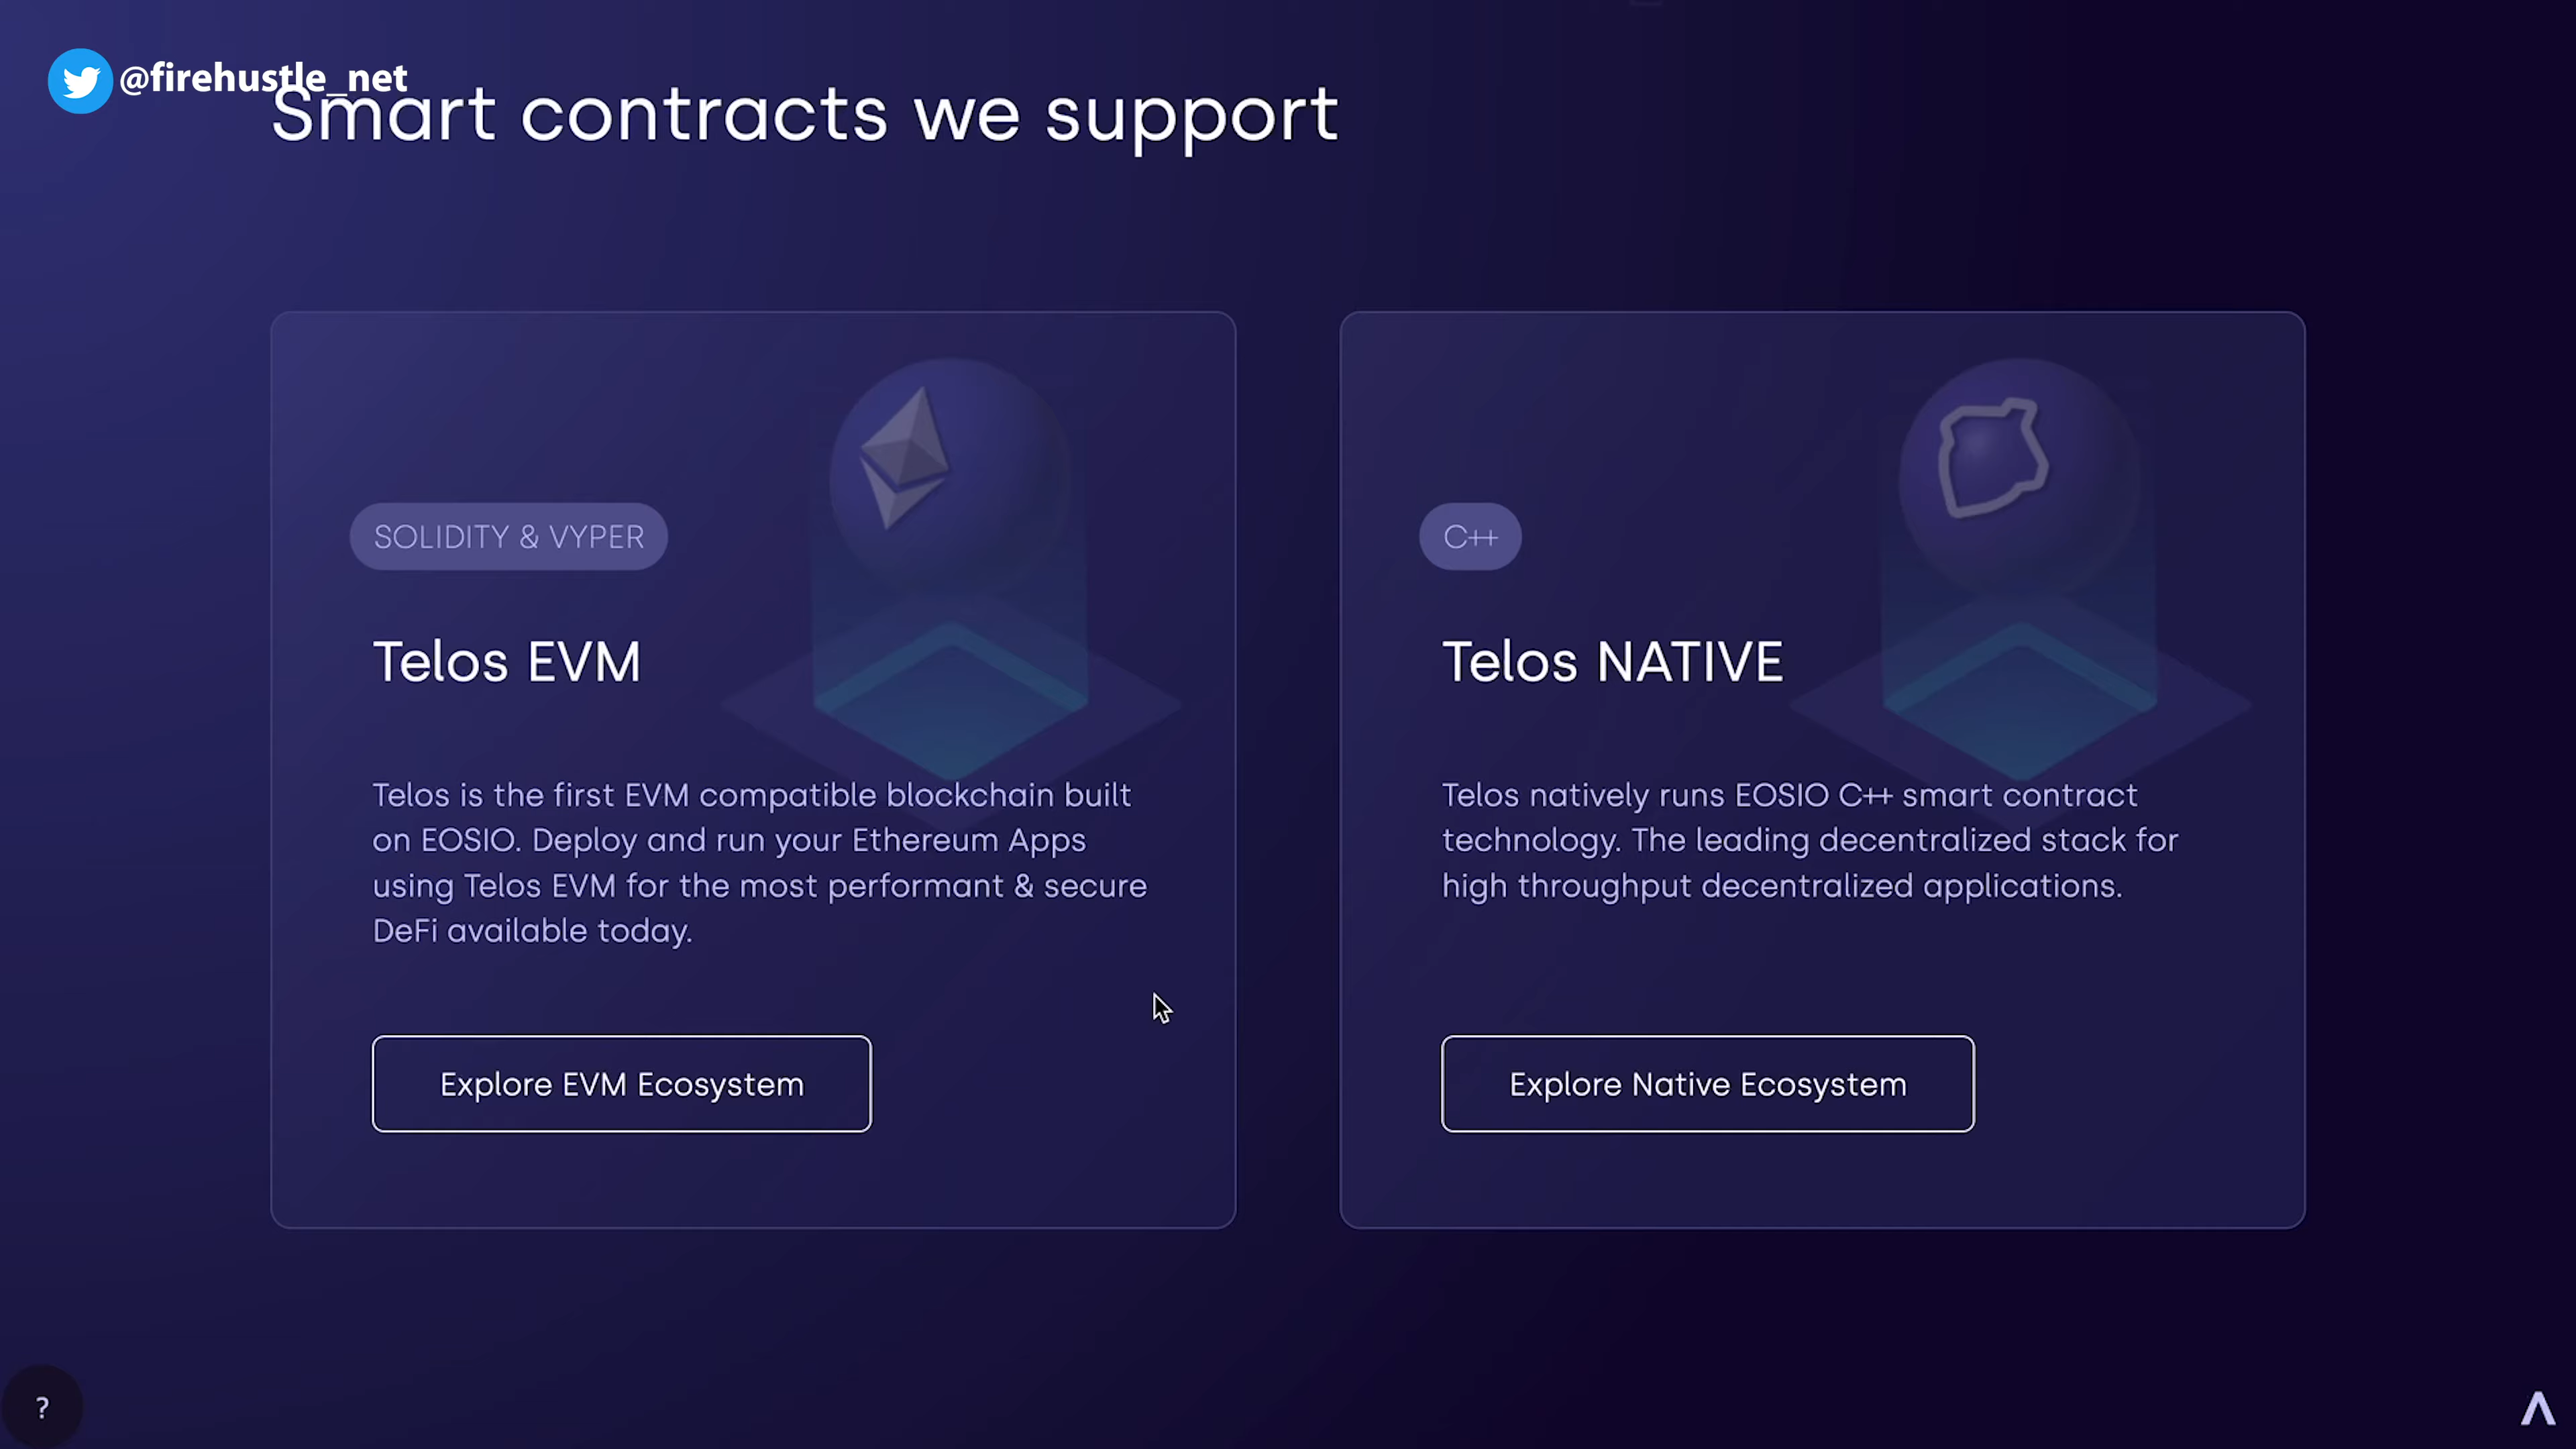 @firehustle_net
Smart contracts we support
SOLIDITY & VYPER
Telos EVM
Telos is the first EVM compatible blockchain built
on EOSIO. Deploy and run your Ethereum Apps
using Telos EVM for the most performant & secure
DeFi available today.
Explore EVM Ecosystem
C++
Telos NATIVE
Telos natively runs EOSIO C++ smart contract
technology. The leading decentralized stack for
high throughput decentralized applications.
Explore Native Ecosystem
?